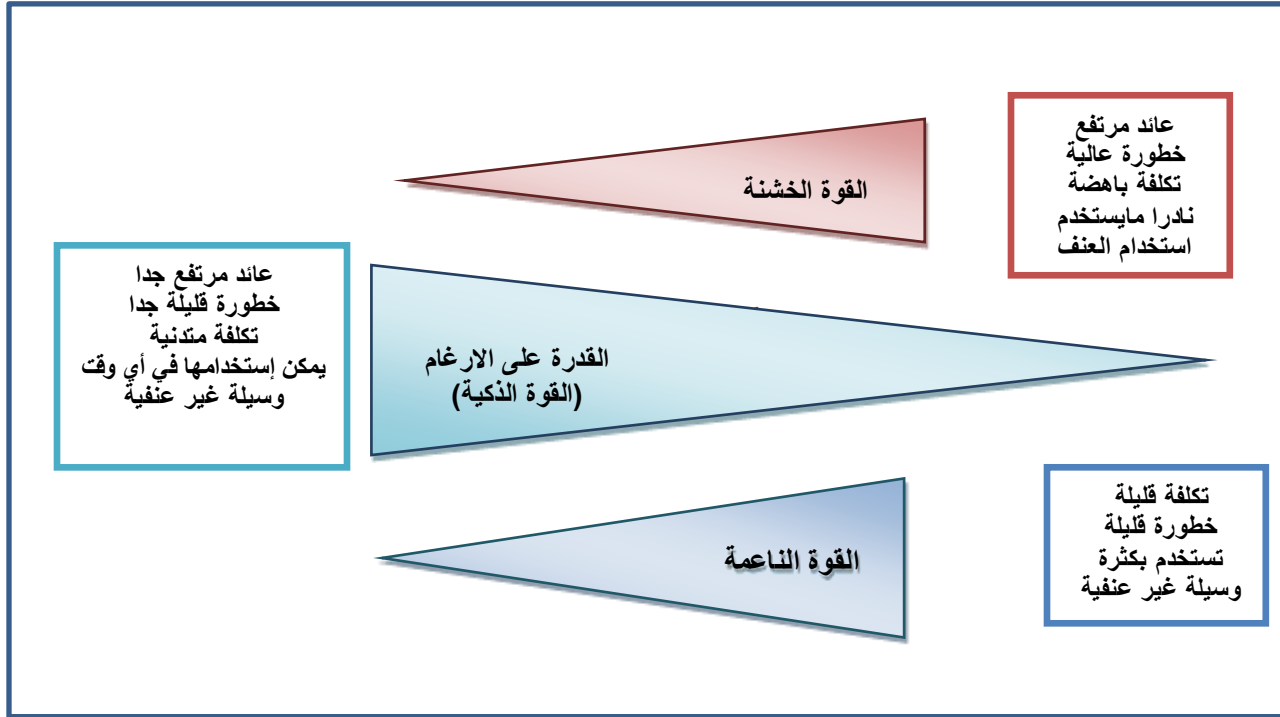 عائد مرتفع
خطورة عالية
تكلفة باهضة
نادرا مايستخدم
استخدام العنف
القوة الخشنة
القدرة على الارغام
(القوة الذكية)
عائد مرتفع جدا
خطورة قليلة جدا
تكلفة متدنية
يمكن إستخدامها في أي وقت
وسيلة غير عنفية
تكلفة قليلة
خطورة قليلة
تستخدم بكثرة
وسيلة غير عنفية
القوة الناعمة